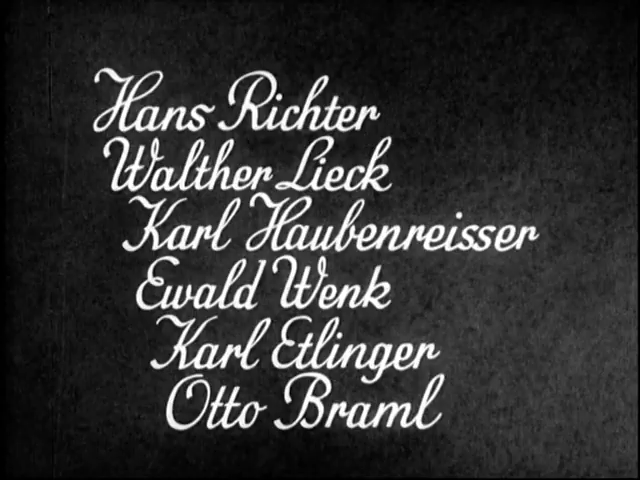 Hans Richter
Walther Lieck
Karl Haubenreisser
Ewald Wenk
Karl Etlinger
Otto Braml